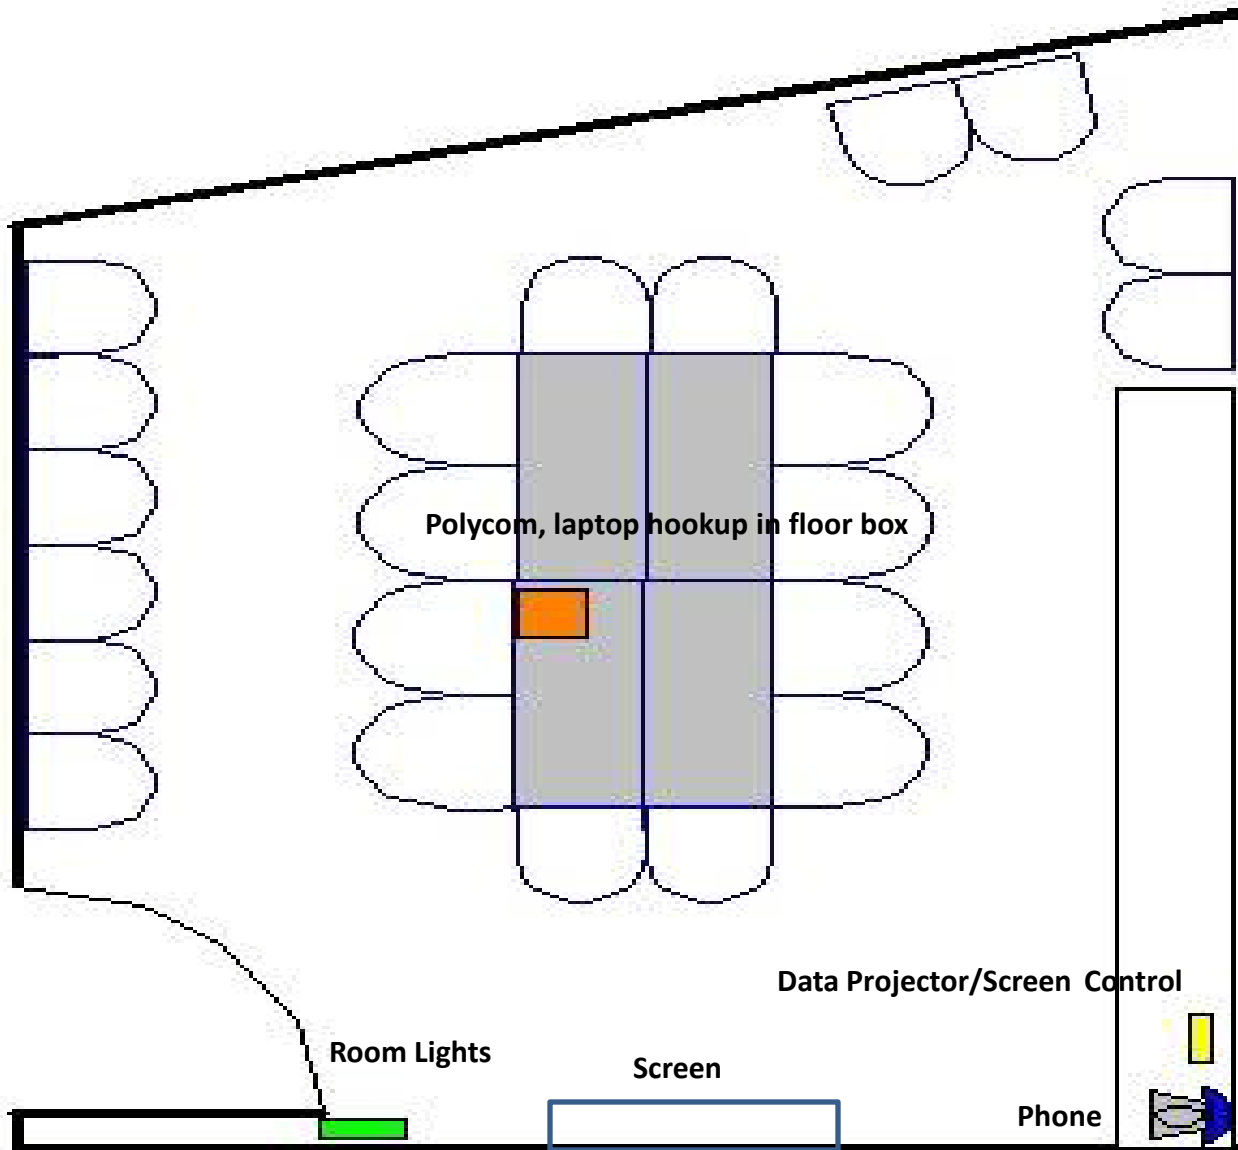 Polycom, laptop hookup in floor box
Data Projector/Screen Control
Room Lights
Screen
Phone